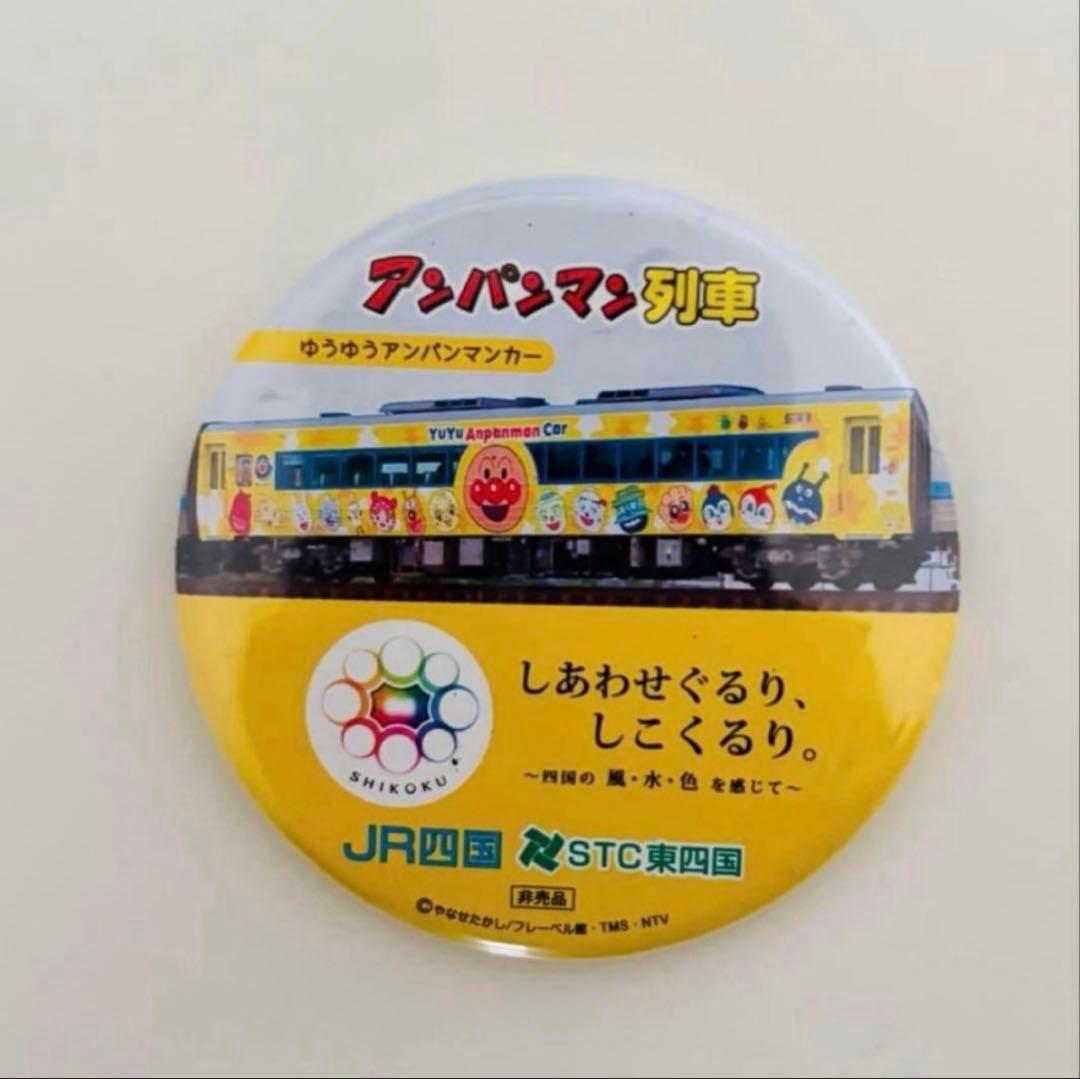 アンパンマン列車
ゆうゆうアンパンマンカー
YuYu Anpanman Car
しあわせぐるり、
しこくるり。
〜四国の 風・水・色 を感じて〜
SHIKOKU
JR四国 STC東四国
非売品
©やなせたかし/フレーベル館・TMS・NTV